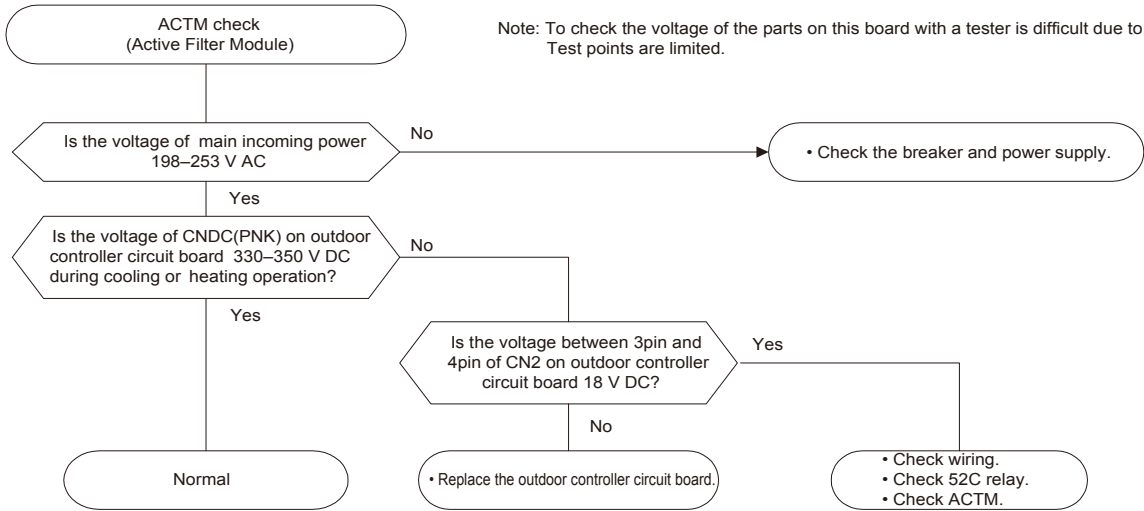 ACTM check
(Active Filter Module)
Note: To check the voltage of the parts on this board with a tester is difficult due to
Test points are limited.
Is the voltage of main incoming power
198–253 V AC
No
• Check the breaker and power supply.
Yes
Is the voltage of CNDC(PNK) on outdoor
controller circuit board 330–350 V DC
during cooling or heating operation?
No
Yes
Is the voltage between 3pin and
4pin of CN2 on outdoor controller
circuit board 18 V DC?
Yes
No
Normal
• Replace the outdoor controller circuit board.
• Check wiring.
• Check 52C relay.
• Check ACTM.